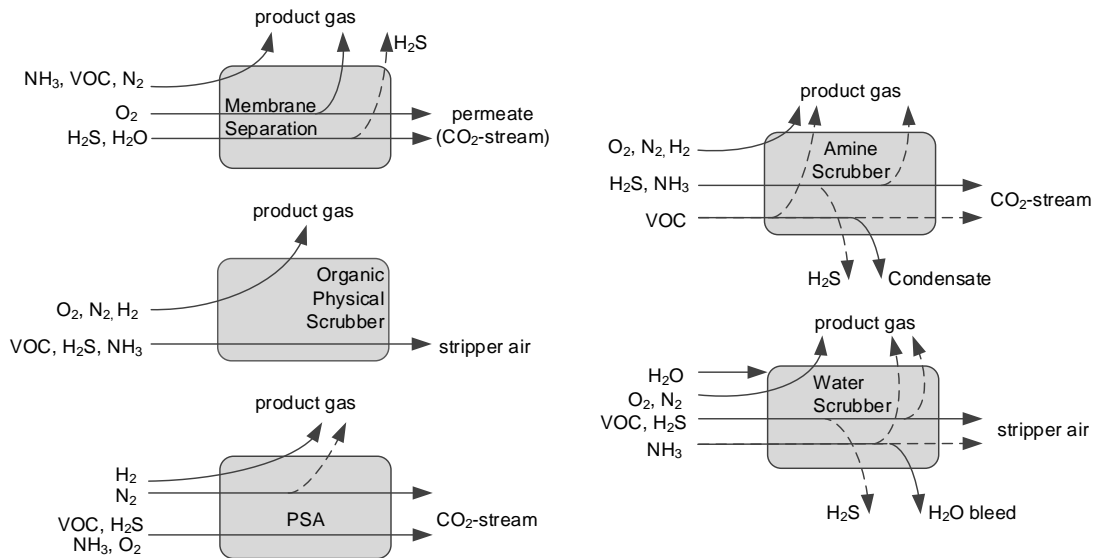 product gas
H₂S
NH₃, VOC, N₂
O₂
H₂S, H₂O
Membrane
Separation
permeate
(CO₂-stream)
product gas
O₂, N₂, H₂
VOC, H₂S, NH₃
Organic
Physical
Scrubber
stripper air
product gas
H₂
N₂
VOC, H₂S
NH₃, O₂
PSA
CO₂-stream
product gas
O₂, N₂, H₂
H₂S, NH₃
VOC
Amine
Scrubber
CO₂-stream
H₂S
Condensate
product gas
H₂O
O₂, N₂
VOC, H₂S
NH₃
Water
Scrubber
stripper air
H₂S
H₂O bleed